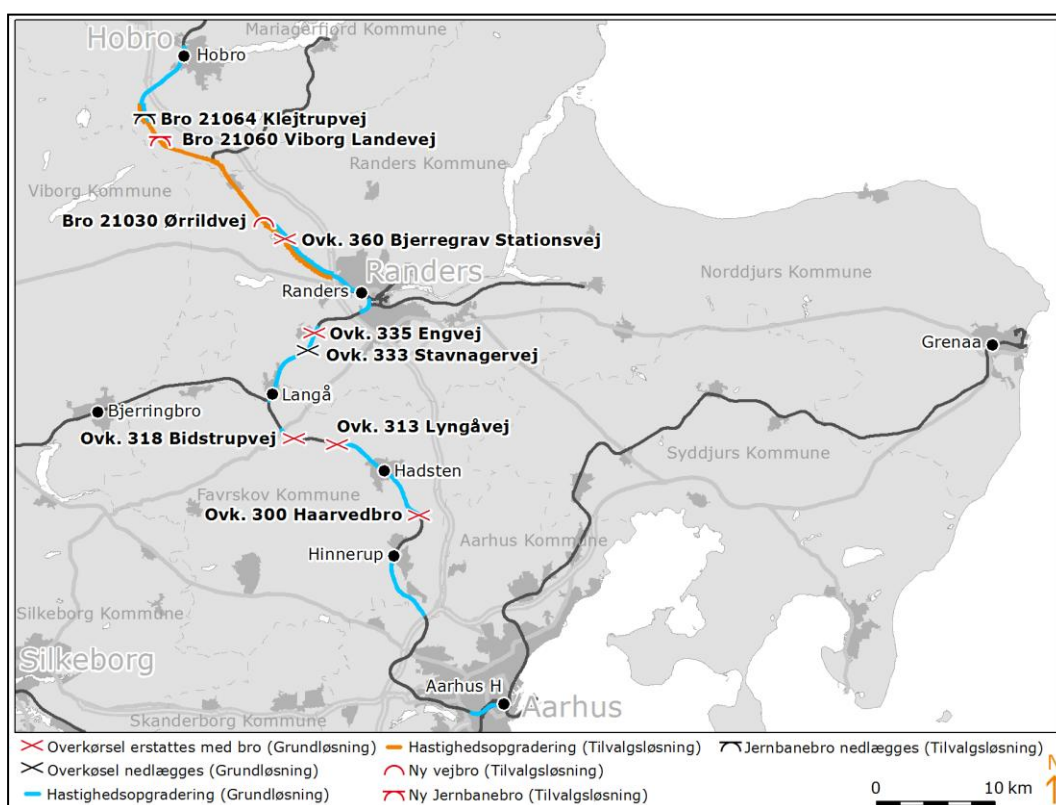 Mariagerfjord Kommune
Hobro
Hobro
Bro 21064 Klejtrupvej
Bro 21060 Viborg Landevej
Randers Kommune
Viborg Kommune
Bro 21030 Ørrildvej
Ovk. 360 Bjerregrav Stationsvej
Randers
Norddjurs Kommune
Randers
Ovk. 335 Engvej
Grenaa
Ovk. 333 Stavnagervej
Langå
Bjerringbro
Ovk. 313 Lyngåvej
Ovk. 318 Bidstrupvej
Syddjurs Kommune
Hadsten
Favrskov Kommune
Ovk. 300 Haarvedbro
Aarhus Kommune
Hinnerup
Silkeborg Kommune
Silkeborg
Aarhus H
Aarhus
Skanderborg Kommune
Overkørsel erstattes med bro (Grundløsning)
Overkøsel nedlægges (Grundløsning)
Hastighedsopgradering (Grundløsning)
Hastighedsopgradering (Tilvalgsløsning)
Ny vejbro (Tilvalgsløsning)
Ny Jernbanebro (Tilvalgsløsning)
Jernbanebro nedlægges (Tilvalgsløsning)
0 10 km
N